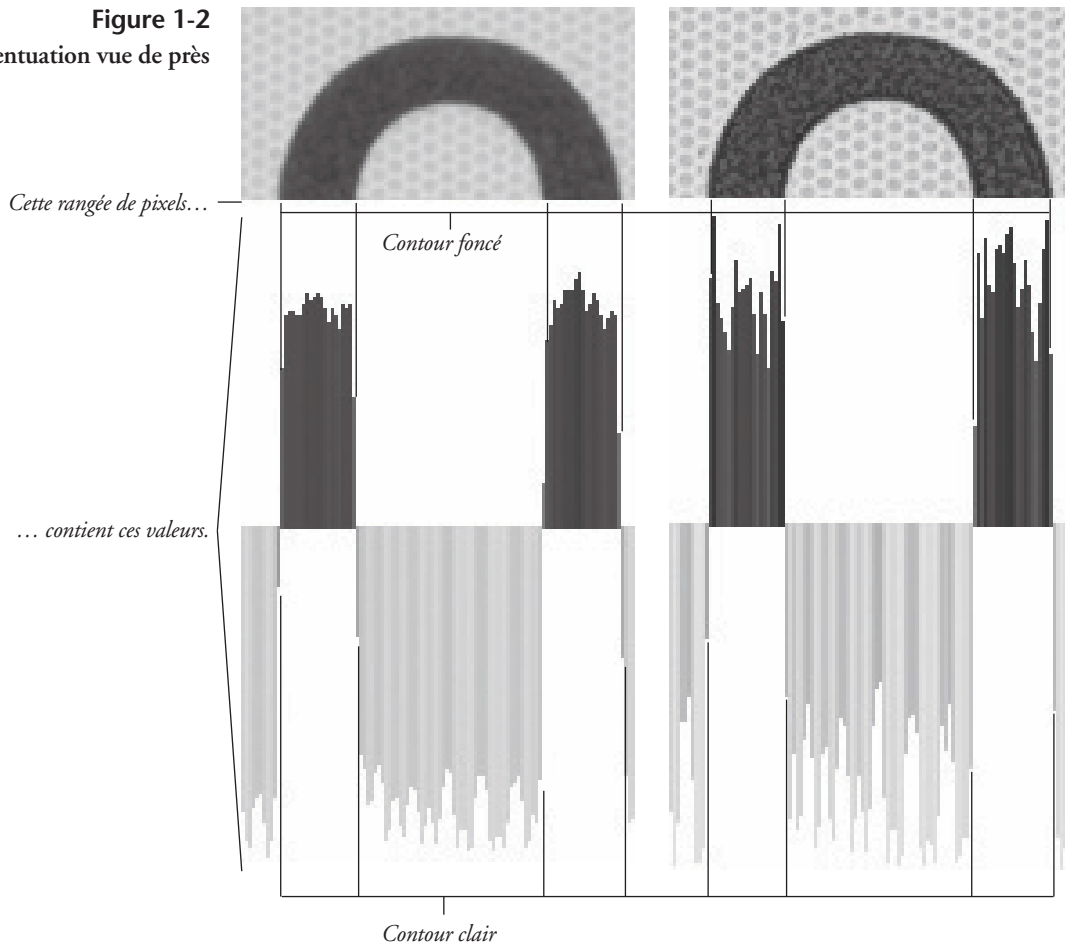 Figure 1-2
entuation vue de près
Cette rangée de pixels…
Contour foncé
… contient ces valeurs.
Contour clair